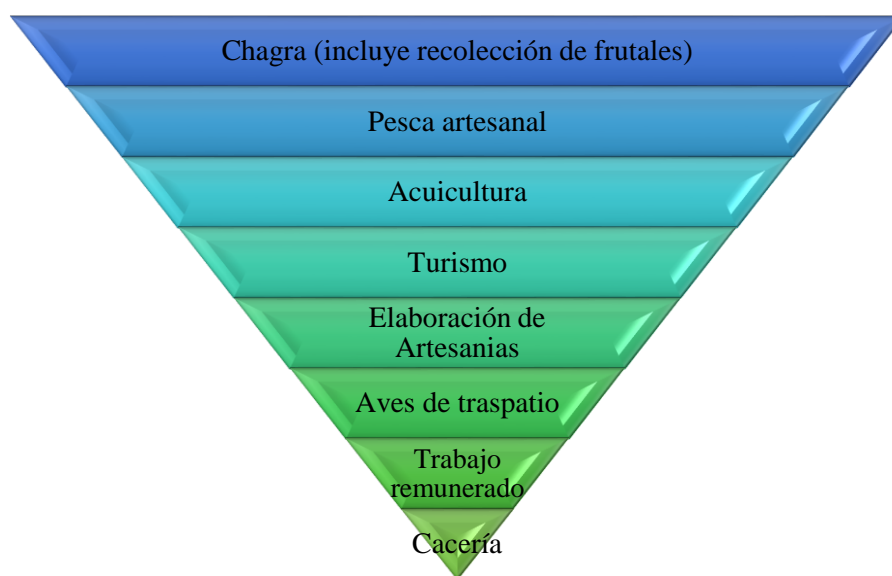 Chagra (incluye recolección de frutales)
Pesca artesanal
Acuicultura
Turismo
Elaboración de
Artesanias
Aves de traspatio
Trabajo
remunerado
Cacería